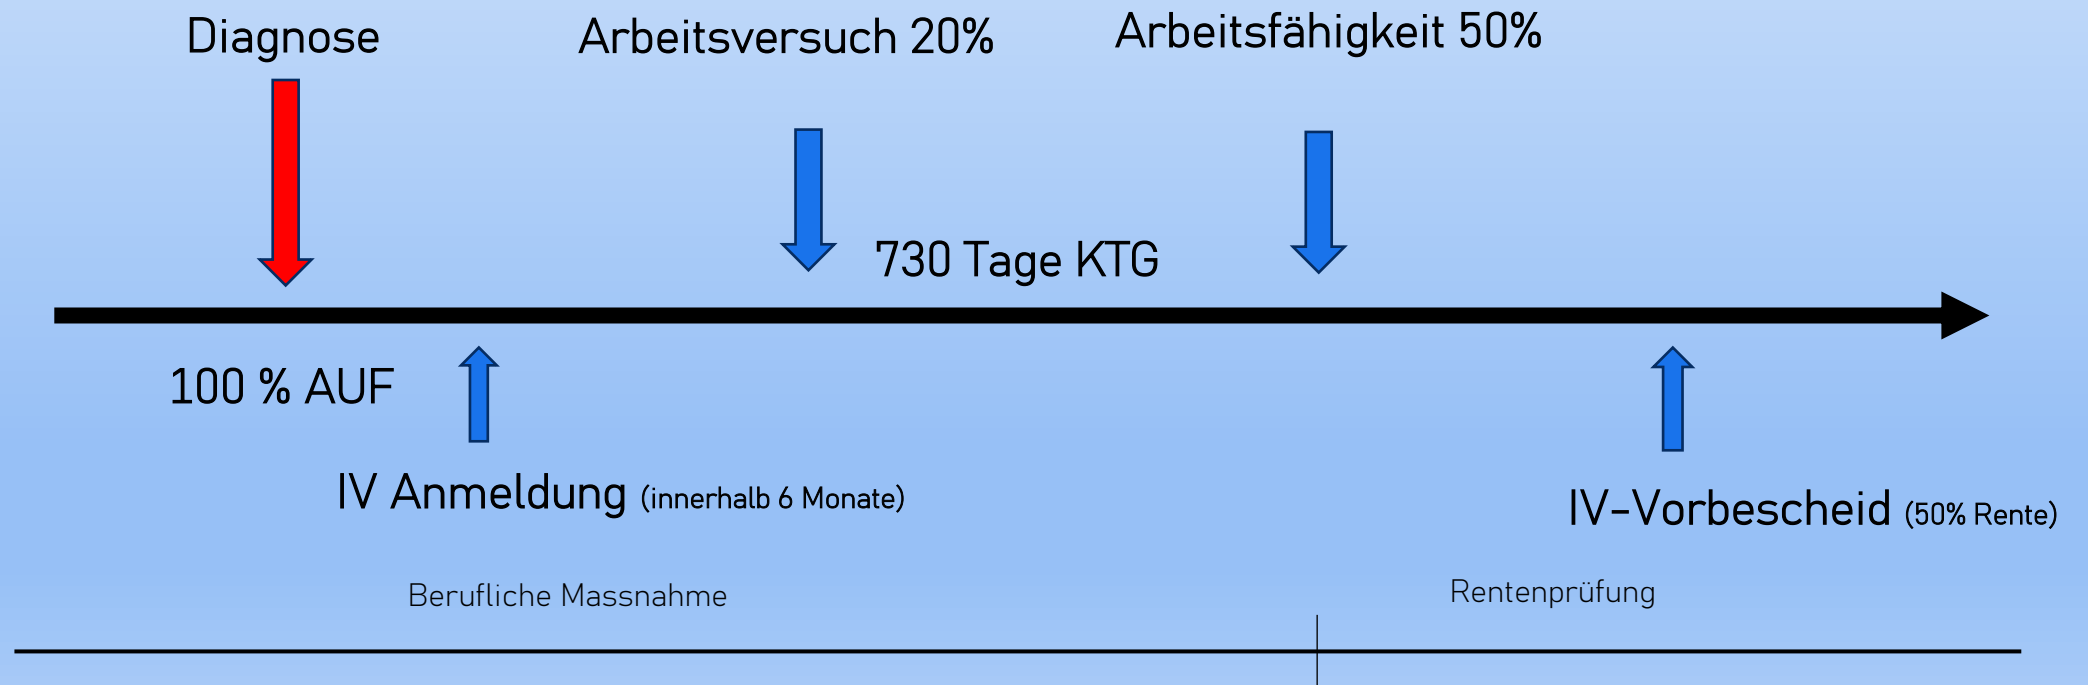 Diagnose
Arbeitsversuch 20%
Arbeitsfähigkeit 50%
730 Tage KTG
100 % AUF
IV Anmeldung (innerhalb 6 Monate)
IV-Vorbescheid (50% Rente)
Berufliche Massnahme
Rentenprüfung